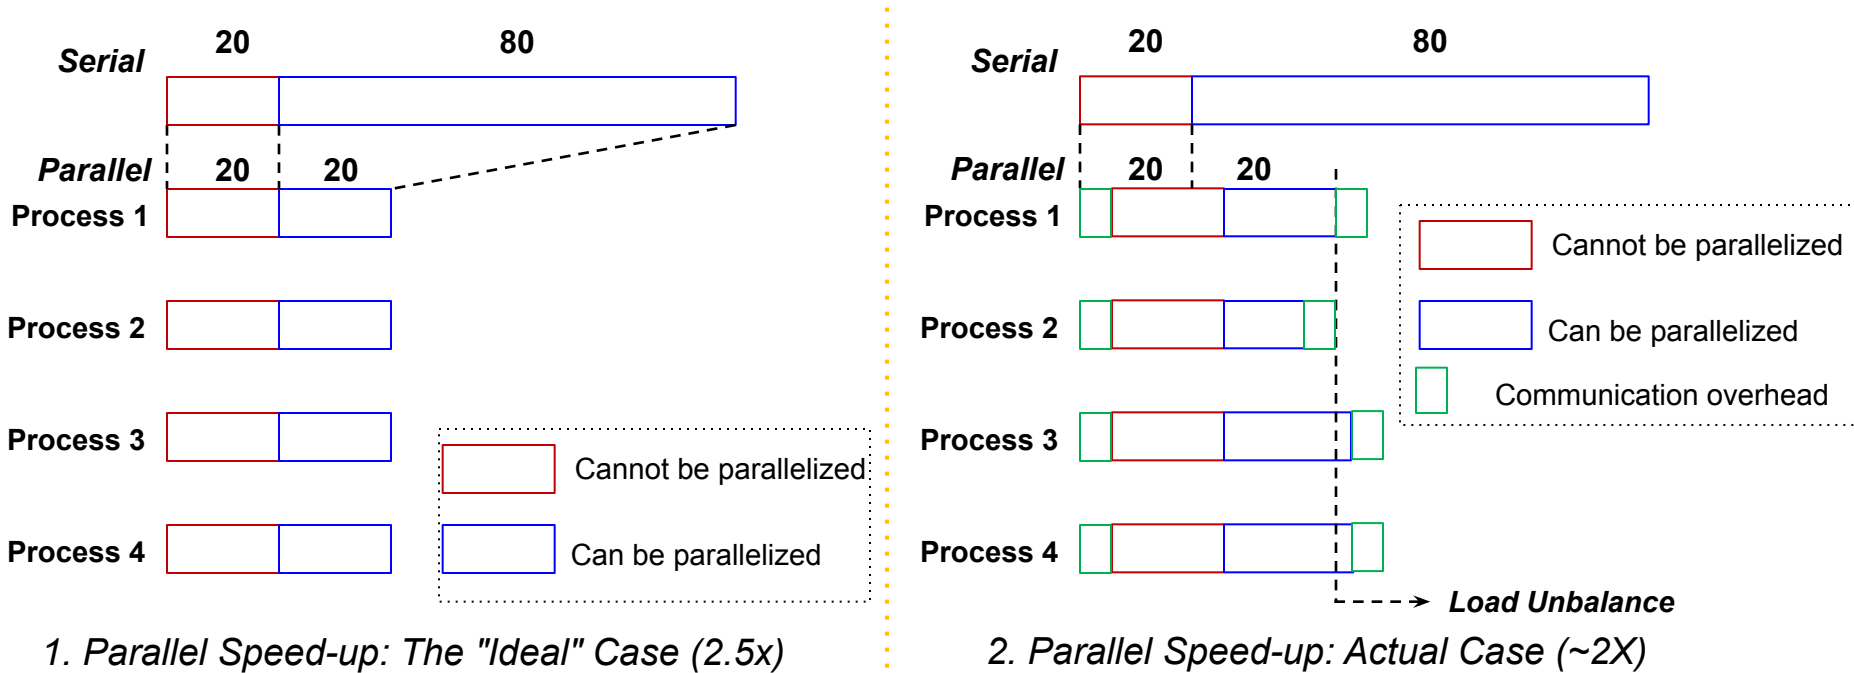 20 80
Serial
Parallel 20 20
Process 1
Process 2
Process 3
Process 4
Cannot be parallelized
Can be parallelized
1. Parallel Speed-up: The "Ideal" Case (2.5x)
20 80
Serial
Parallel 20 20
Process 1
Process 2
Process 3
Process 4
Cannot be parallelized
Can be parallelized
Communication overhead
Load Unbalance
2. Parallel Speed-up: Actual Case (~2X)